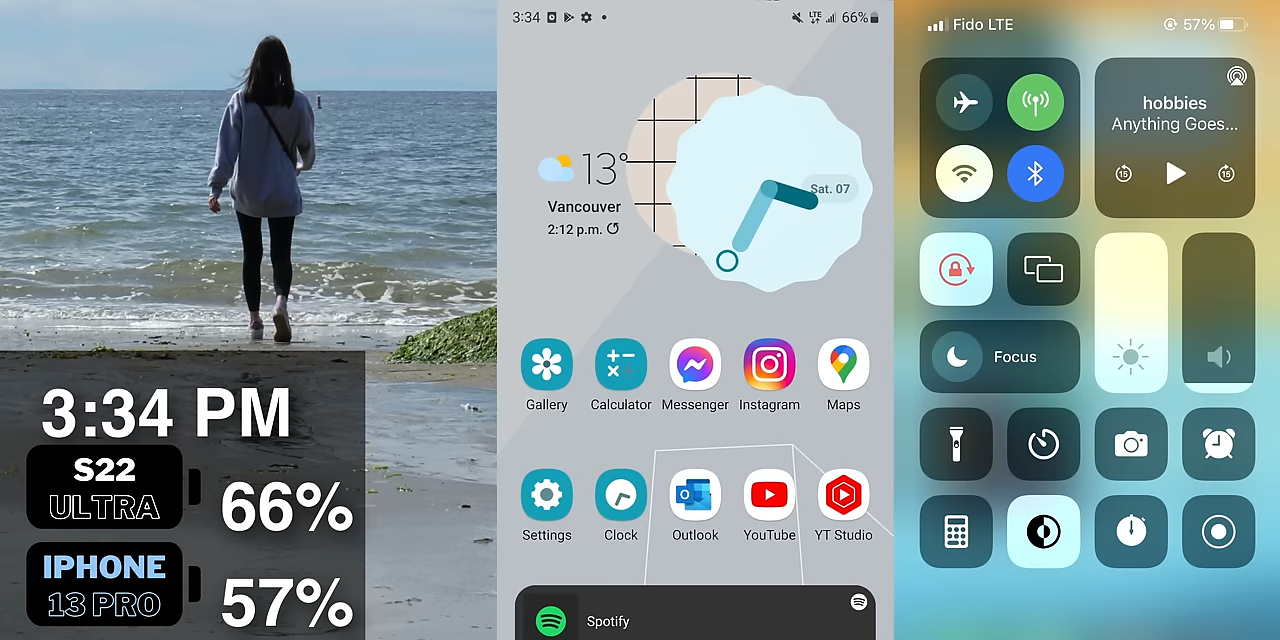 3:34 PM
S22
ULTRA
66%
IPHONE
13 PRO
57%
3:34
LTE
66%
13°
Vancouver
2:12 p.m.
Sat. 07
Gallery
Calculator
Messenger
Instagram
Maps
Settings
Clock
Outlook
YouTube
YT Studio
Spotify
Fido LTE
57%
hobbies
Anything Goes...
15
15
Focus